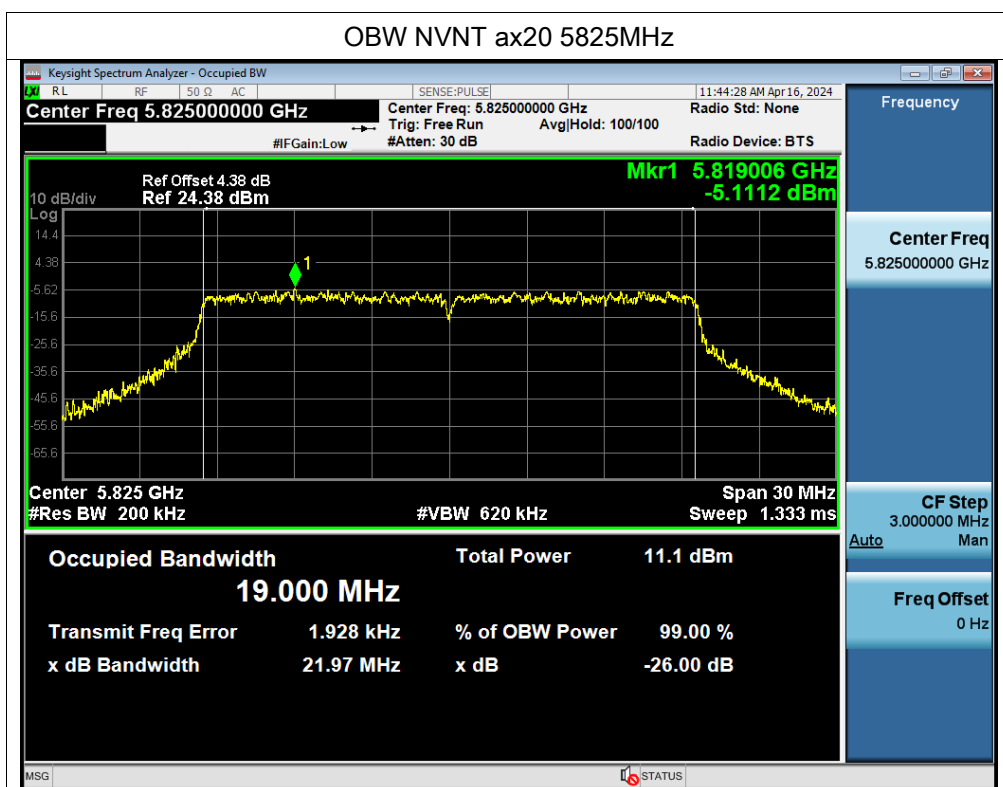 OBW NVNT ax20 5825MHz
Keysight Spectrum Analyzer - Occupied BW
LXI RL RF 50 Ω AC SENSE:PULSE 11:44:28 AM Apr 16, 2024
Center Freq 5.825000000 GHz
Center Freq: 5.825000000 GHz
Radio Std: None
Trig: Free Run Avg|Hold: 100/100
#IFGain:Low
#Atten: 30 dB
Radio Device: BTS
Mkr1 5.819006 GHz
-5.1112 dBm
Ref Offset 4.38 dB
10 dB/div Ref 24.38 dBm
Log
14.4
4.38
1
-5.62
-15.6
-25.6
-35.6
-45.6
-55.6
-65.6
Center 5.825 GHz Span 30 MHz
#Res BW 200 kHz #VBW 620 kHz Sweep 1.333 ms
Occupied Bandwidth Total Power 11.1 dBm
19.000 MHz
Transmit Freq Error 1.928 kHz % of OBW Power 99.00 %
x dB Bandwidth 21.97 MHz x dB -26.00 dB
MSG STATUS
Frequency
Center Freq
5.825000000 GHz
CF Step
3.000000 MHz
Auto Man
Freq Offset
0 Hz